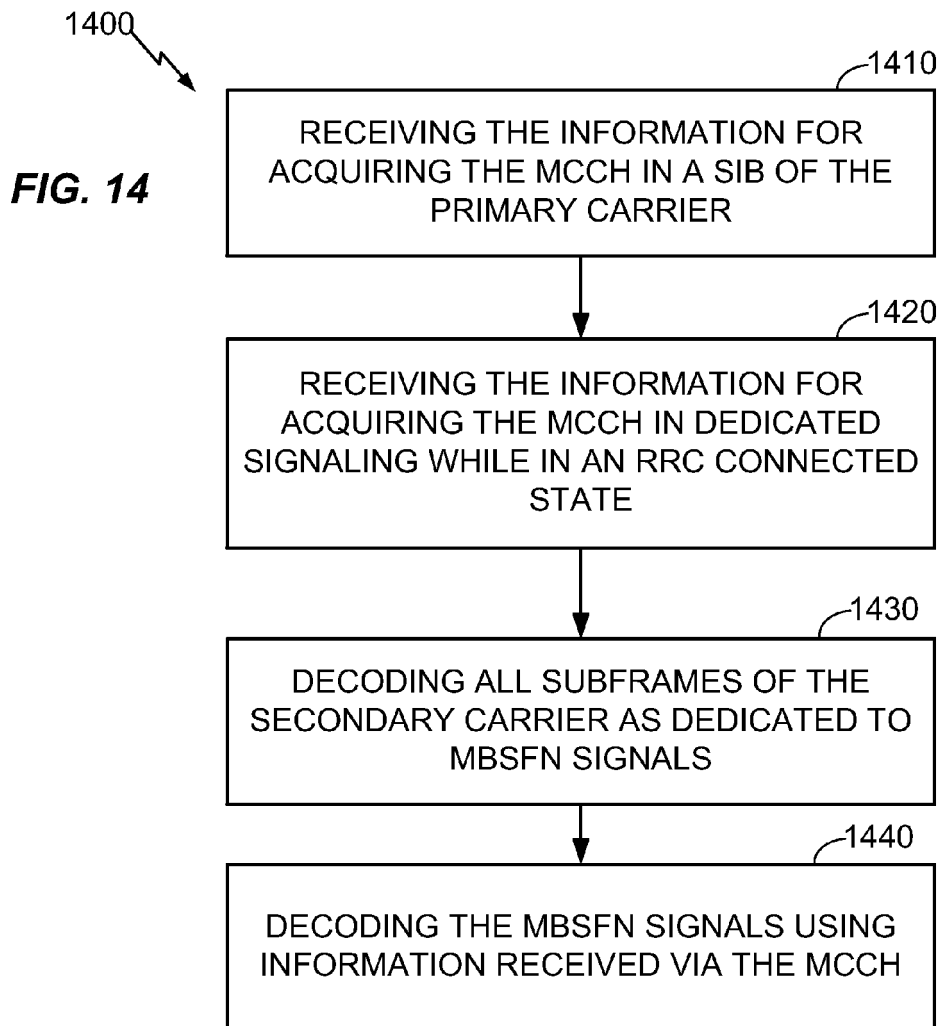 1400
1410
RECEIVING THE INFORMATION FOR
ACQUIRING THE MCCH IN A SIB OF THE
PRIMARY CARRIER
FIG. 14
1420
RECEIVING THE INFORMATION FOR
ACQUIRING THE MCCH IN DEDICATED
SIGNALING WHILE IN AN RRC CONNECTED
STATE
1430
DECODING ALL SUBFRAMES OF THE
SECONDARY CARRIER AS DEDICATED TO
MBSFN SIGNALS
1440
DECODING THE MBSFN SIGNALS USING
INFORMATION RECEIVED VIA THE MCCH